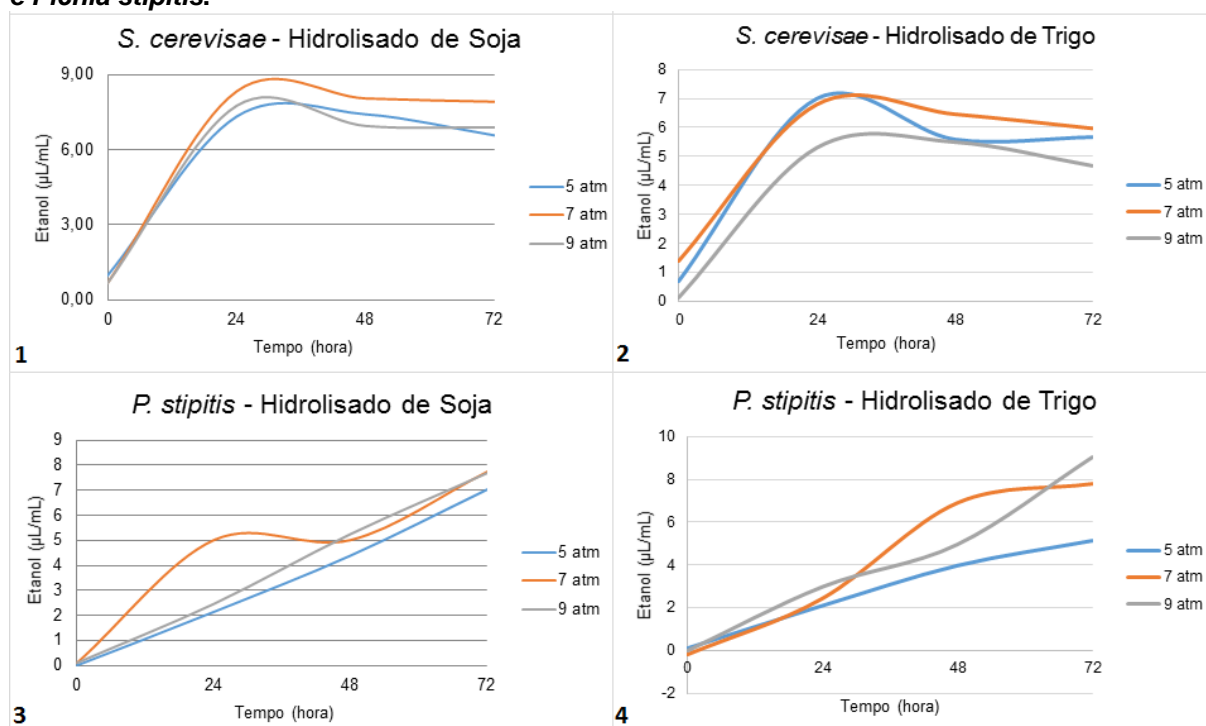 e Pichia stipitis.
S. cerevisae - Hidrolisado de Soja
9,00
6,00
3,00
0,00
Etanol (µL/mL)
0 24 48 72
Tempo (hora)
5 atm
7 atm
9 atm
1
S. cerevisae - Hidrolisado de Trigo
8
7
6
5
4
3
2
1
0
Etanol (µL/mL)
0 24 48 72
Tempo (hora)
5 atm
7 atm
9 atm
2
P. stipitis - Hidrolisado de Soja
9
8
7
6
5
4
3
2
1
0
Etanol (µL/mL)
0 24 48 72
Tempo (hora)
5 atm
7 atm
9 atm
3
P. stipitis - Hidrolisado de Trigo
10
8
6
4
2
0
-2
Etanol (µL/mL)
0 24 48 72
Tempo (hora)
5 atm
7 atm
9 atm
4